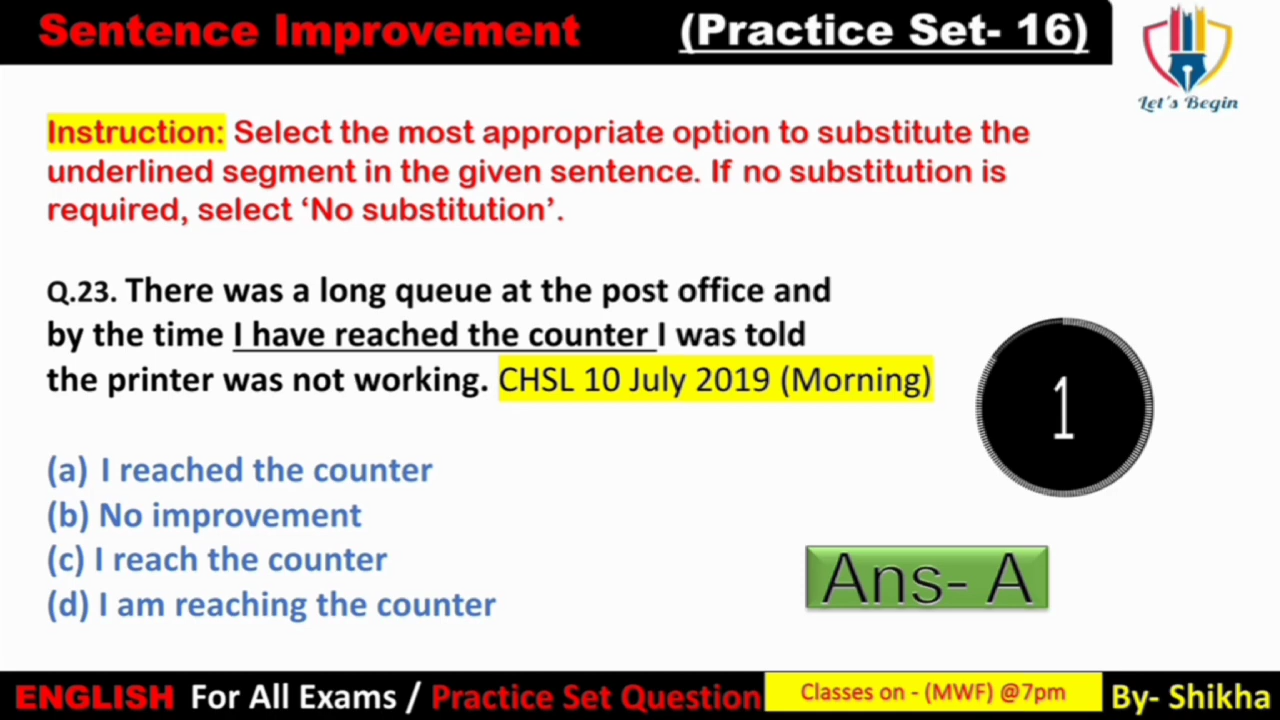 Sentence Improvement (Practice Set- 16)
Let's Begin
Instruction: Select the most appropriate option to substitute the
underlined segment in the given sentence. If no substitution is
required, select ‘No substitution’.
Q.23. There was a long queue at the post office and
by the time I have reached the counter I was told
the printer was not working. CHSL 10 July 2019 (Morning)
1
(a) I reached the counter
(b) No improvement
(c) I reach the counter
(d) I am reaching the counter
Ans- A
ENGLISH For All Exams / Practice Set Question Classes on - (MWF) @7pm By- Shikha